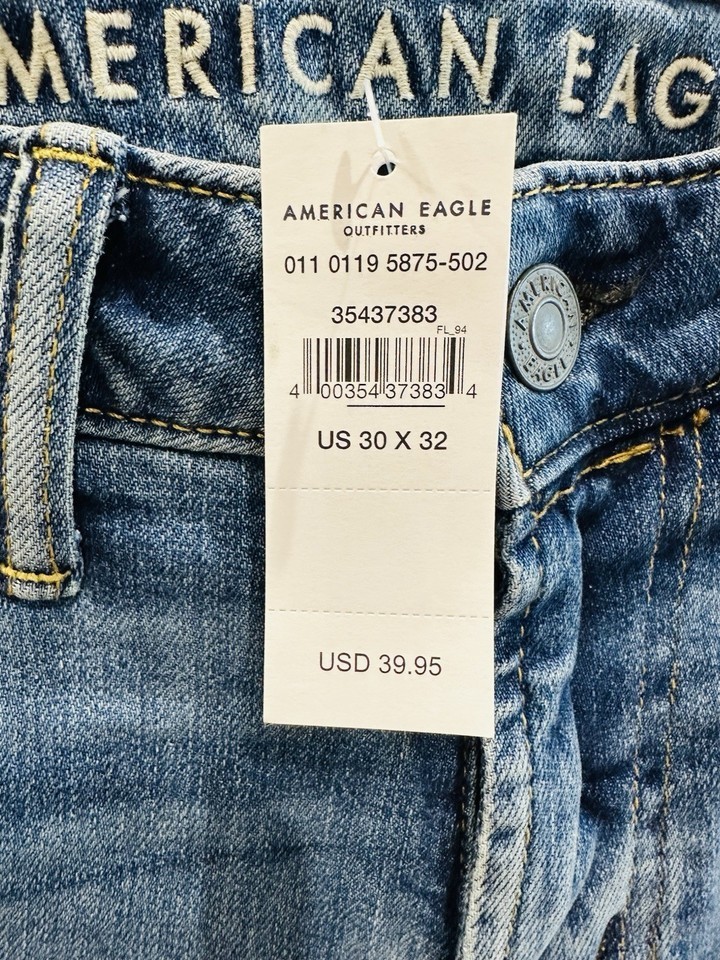 MERICAN EAG
AMERICAN EAGLE
OUTFITTERS
011 0119 5875-502
35437383
FL_94
4 00354 37383 4
US 30 X 32
USD 39.95
AMERICAN
EAGLE